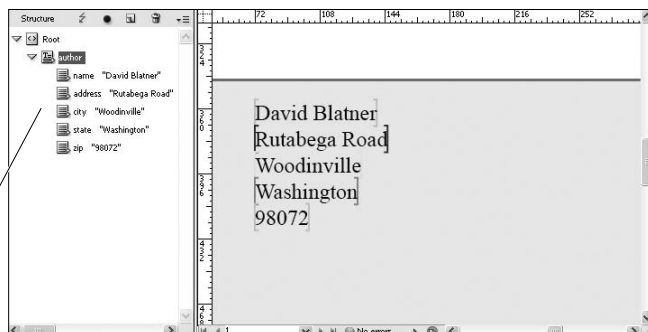 Structure
Root
author
name "David Blatner"
address "Rutabega Road"
city "Woodinville"
state "Washington"
zip "98072"
72 108 144 180 216 252
David Blatner
Rutabega Road
Woodinville
Washington
98072
1 No errors